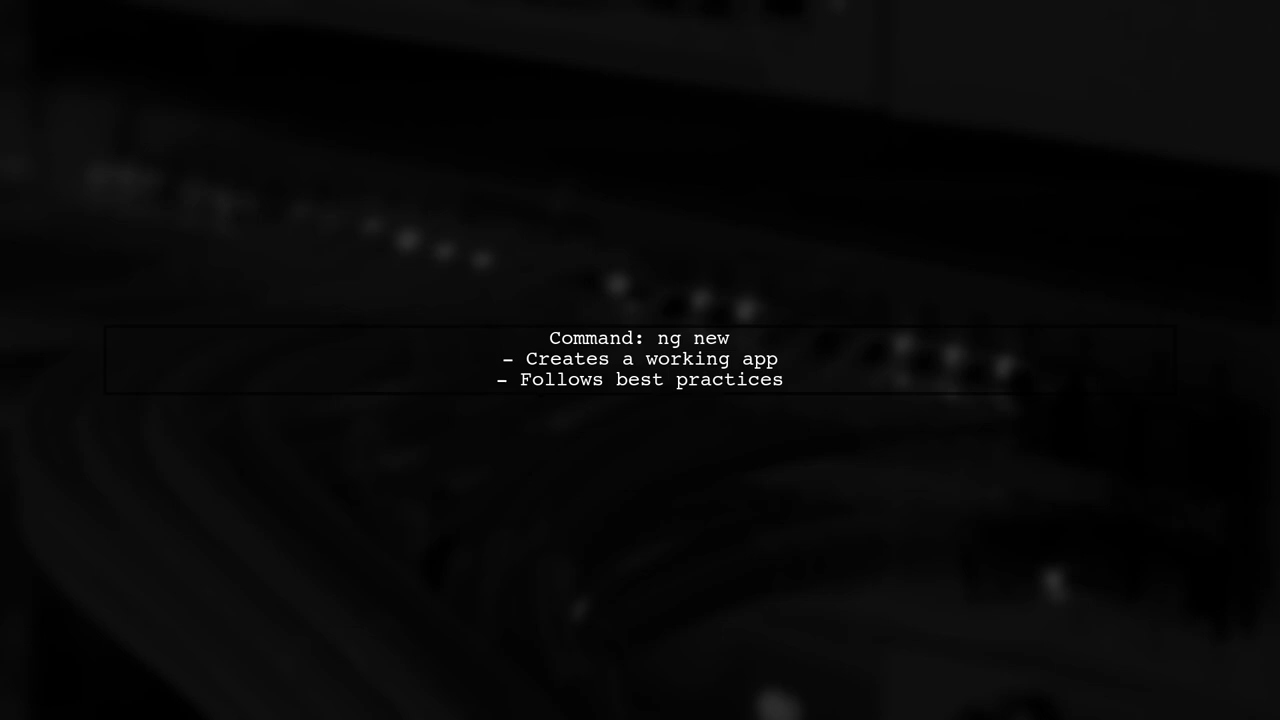 Command: ng new
- Creates a working app
- Follows best practices